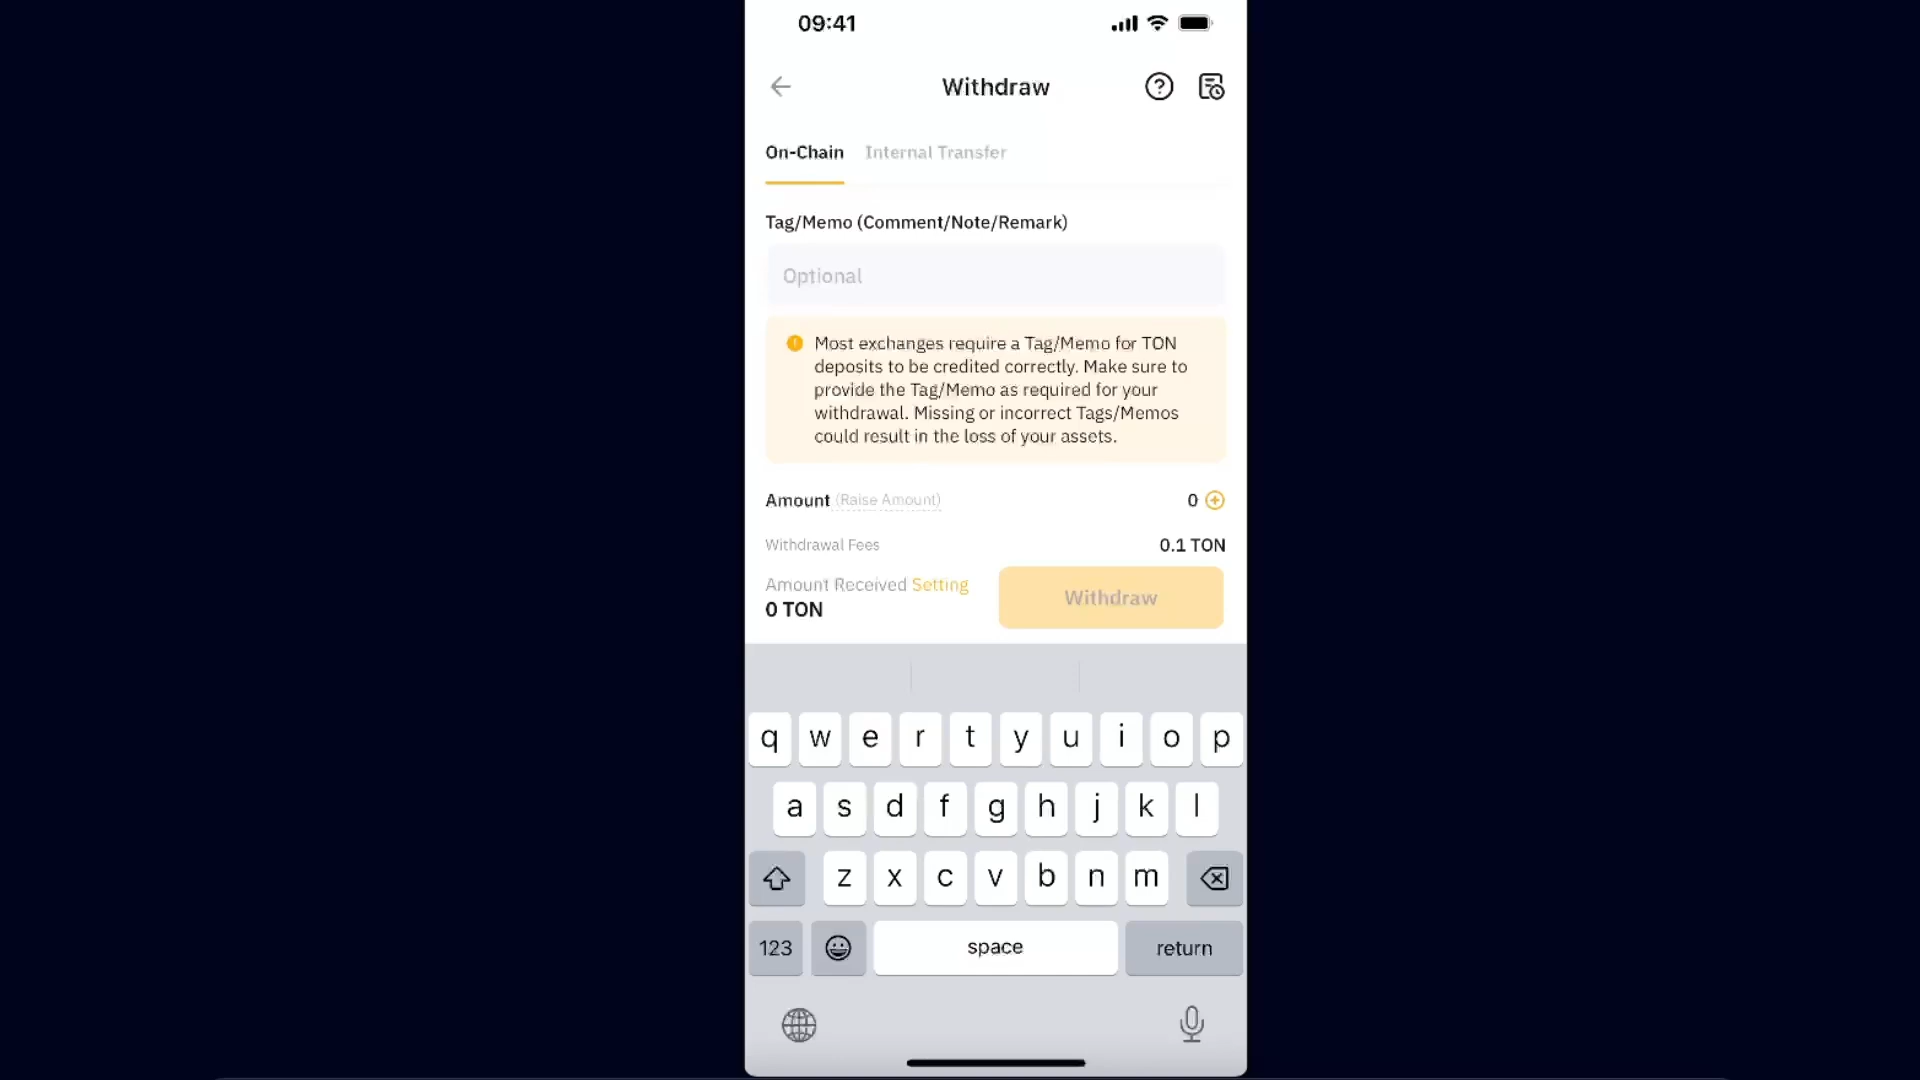 09:41
Withdraw
On-Chain Internal Transfer
Tag/Memo (Comment/Note/Remark)
Optional
Most exchanges require a Tag/Memo for TON
deposits to be credited correctly. Make sure to
provide the Tag/Memo as required for your
withdrawal. Missing or incorrect Tags/Memos
could result in the loss of your assets.
Amount (Raise Amount) 0
Withdrawal Fees 0.1 TON
Amount Received Setting
0 TON
Withdraw
q w e r t y u i o p
a s d f g h j k l
z x c v b n m
123 space return